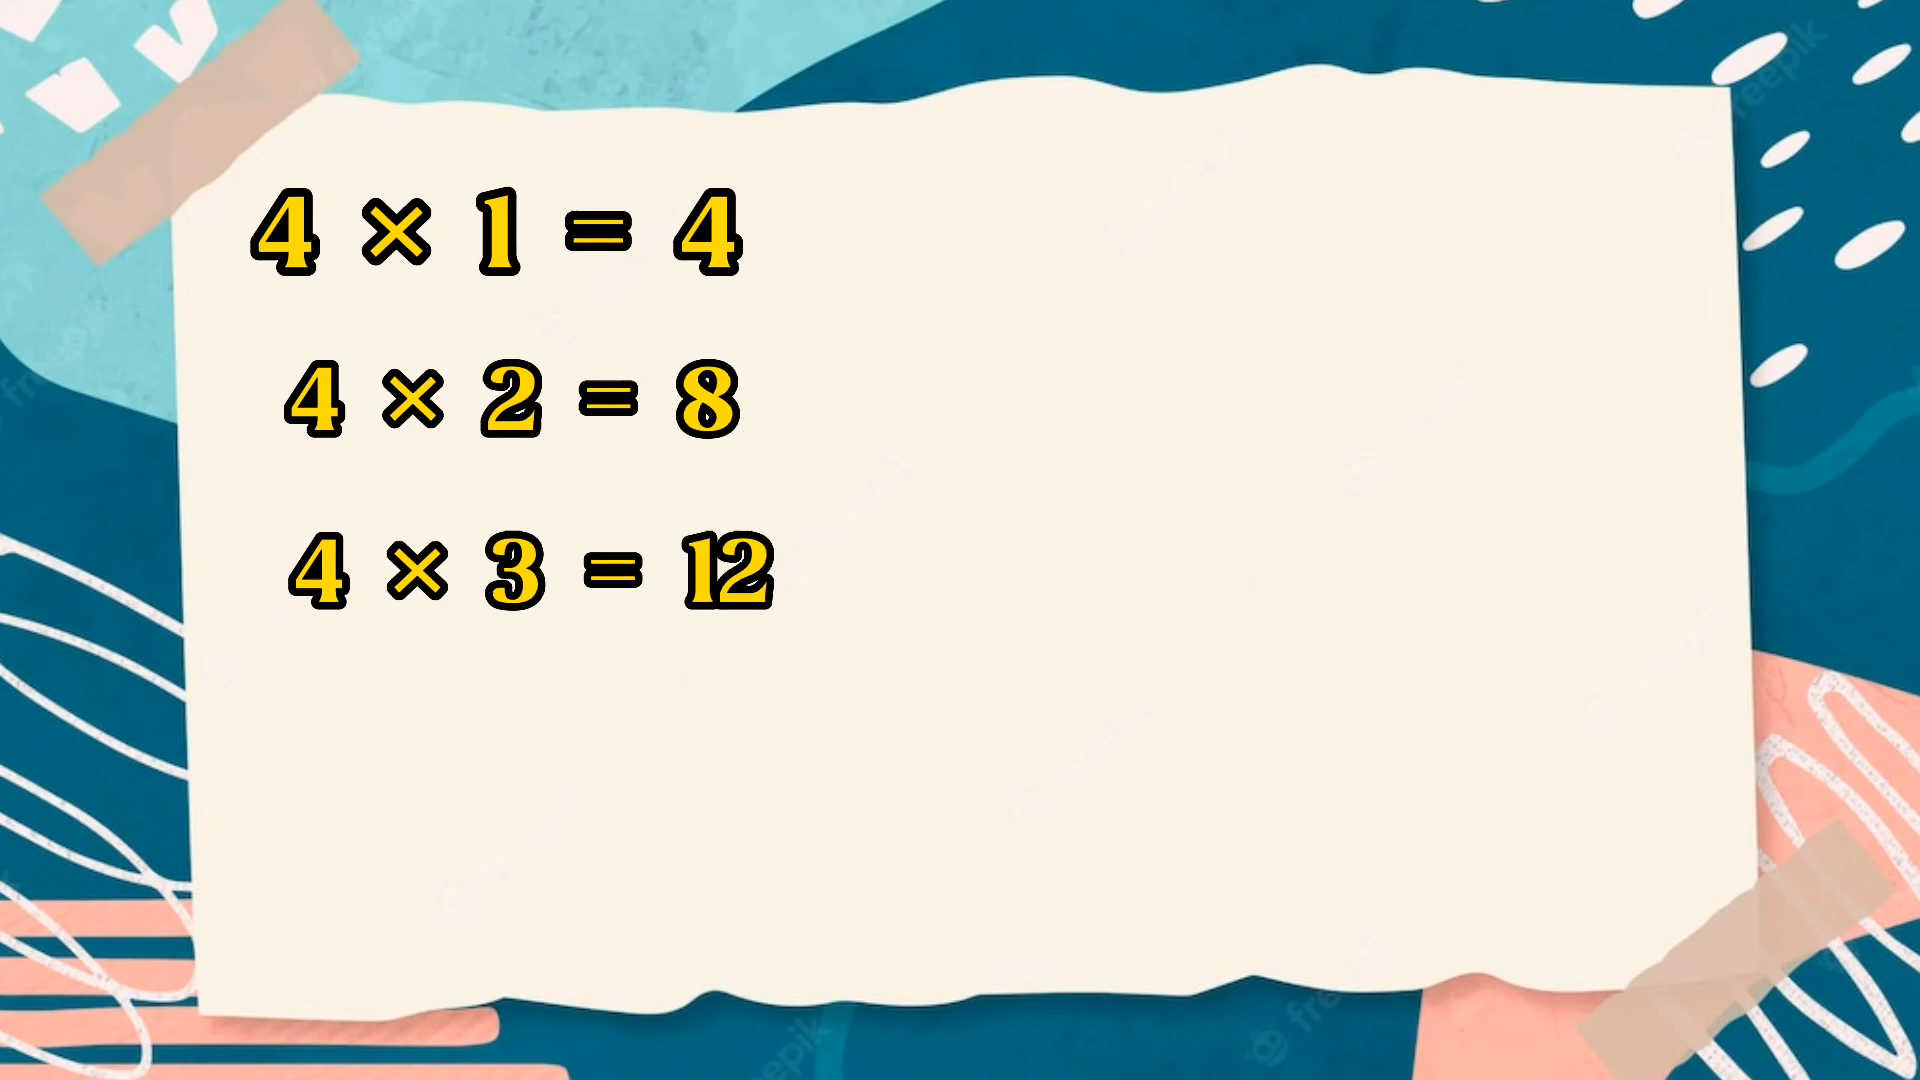 4 × 1 = 4
4 × 2 = 8
4 × 3 = 12